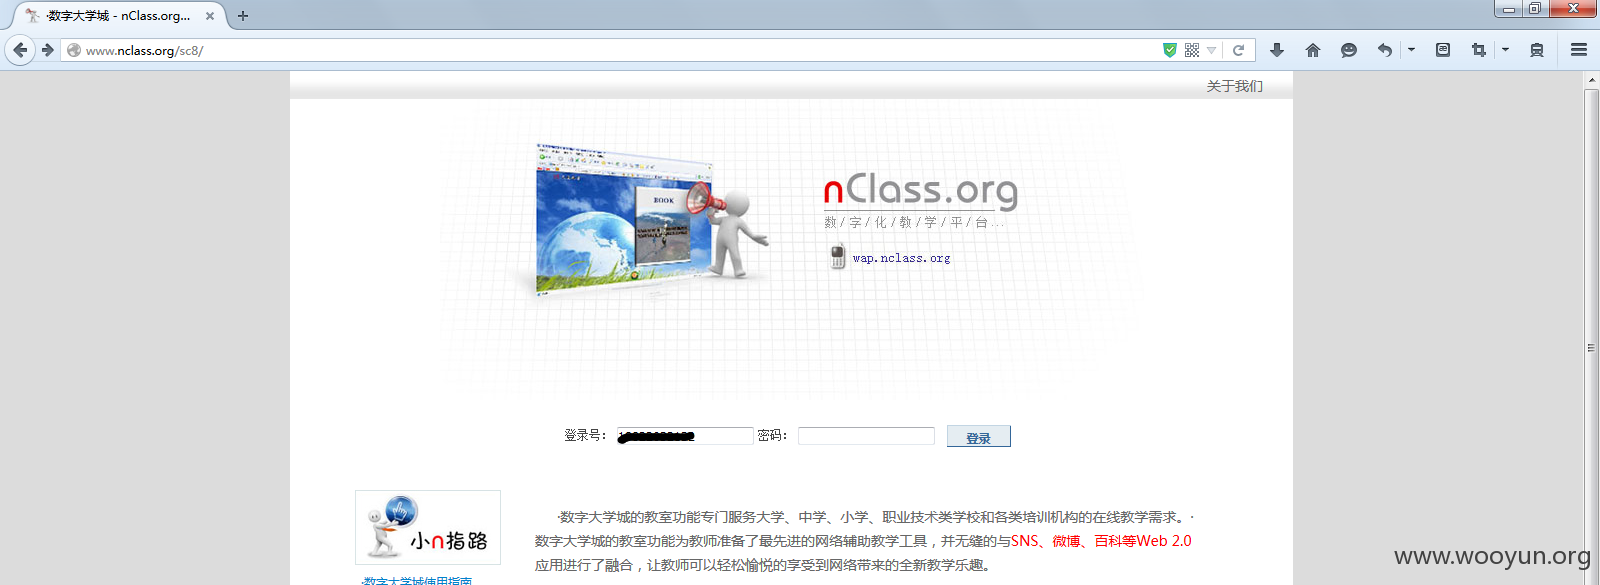 ·数字大学城 - nClass.org...
www.nclass.org/sc8/
关于我们
BOOK
nClass.org
数/字/化/教/学/平/台...
wap.nclass.org
登录号： 密码： 登录
小n指路
·数字大学城使用指南
·数字大学城的教室功能专门服务大学、中学、小学、职业技术类学校和各类培训机构的在线教学需求。·
数字大学城的教室功能为教师准备了最先进的网络辅助教学工具，并无缝的与SNS、微博、百科等Web 2.0
应用进行了融合，让教师可以轻松愉悦的享受到网络带来的全新教学乐趣。
www.wooyun.org